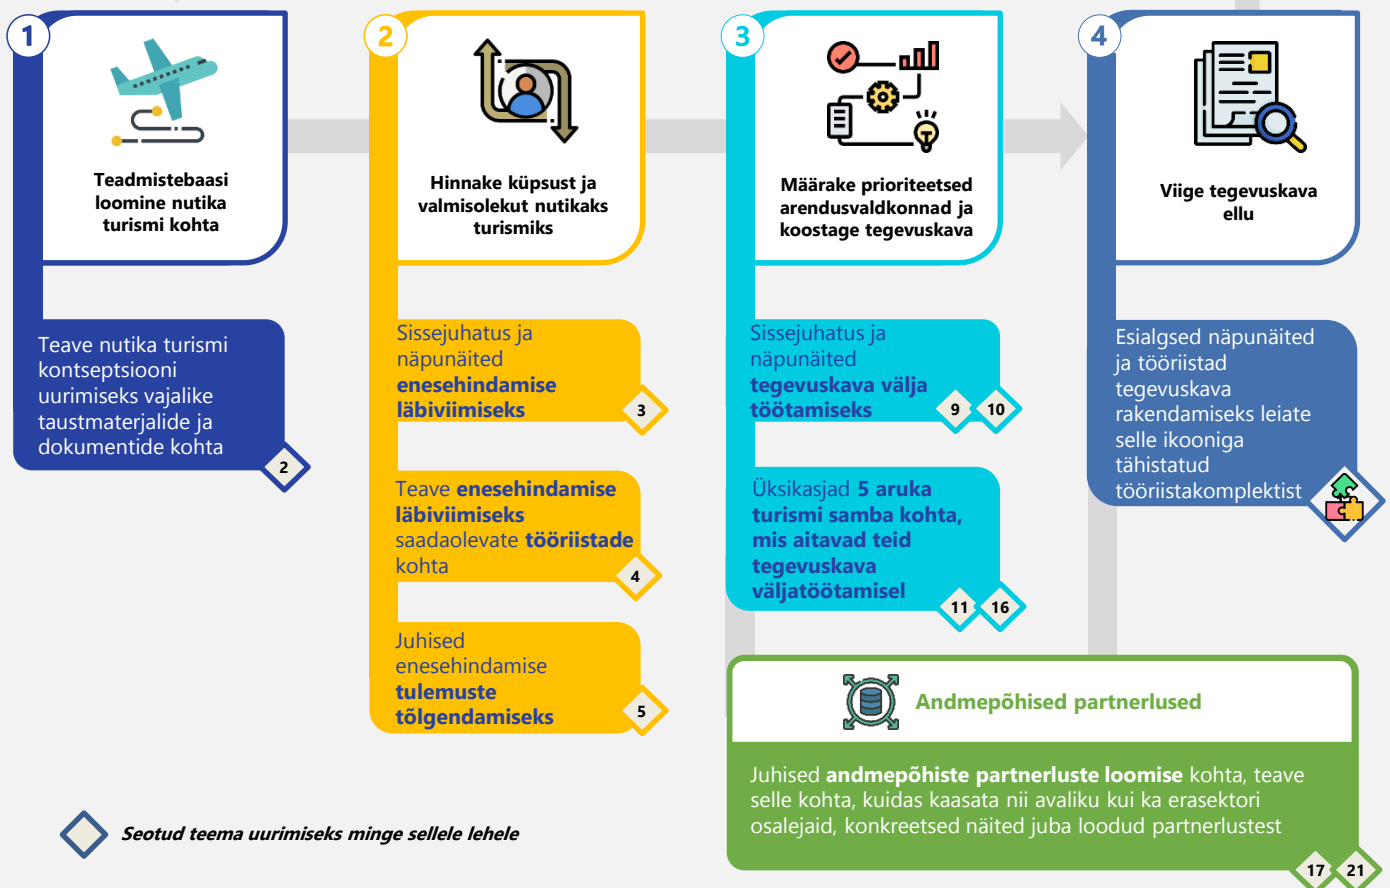 1
Teadmistebaasi
loomine nutika
turismi kohta
Teave nutika turismi
kontseptsiooni
uurimiseks vajalike
taustmaterjalide ja
dokumentide kohta
2
2
Hinnake küpsust ja
valmisolekut nutikaks
turismiks
Sissejuhatus ja
näpunäited
enesehindamise
läbiviimiseks
3
Teave enesehindamise
läbiviimiseks
saadaolevate tööriistade
kohta
4
Juhised
enesehindamise
tulemuste
tõlgendamiseks
5
3
Määrake prioriteetsed
arendusvaldkonnad ja
koostage tegevuskava
Sissejuhatus ja
näpunäited
tegevuskava välja
töötamiseks
9 10
Üksikasjad 5 aruka
turismi samba kohta,
mis aitavad teid
tegevuskava
väljatöötamisel
11 16
4
Viige tegevuskava
ellu
Esialgsed näpunäited
ja tööriistad
tegevuskava
rakendamiseks leiate
selle ikooniga
tähistatud
tööriistakomplektist
Andmepõhised partnerlused
Juhised andmepõhiste partnerluste loomise kohta, teave
selle kohta, kuidas kaasata nii avaliku kui ka erasektori
osalejaid, konkreetsed näited juba loodud partnerlustest
17 21
Seotud teema uurimiseks minge sellele lehele